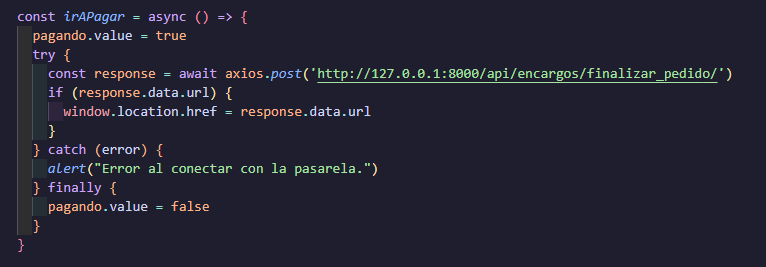 const irAPagar = async () => {
pagando.value = true
try {
const response = await axios.post('http://127.0.0.1:8000/api/encargos/finalizar_pedido/')
if (response.data.url) {
window.location.href = response.data.url
}
} catch (error) {
alert("Error al conectar con la pasarela.")
} finally {
pagando.value = false
}
}